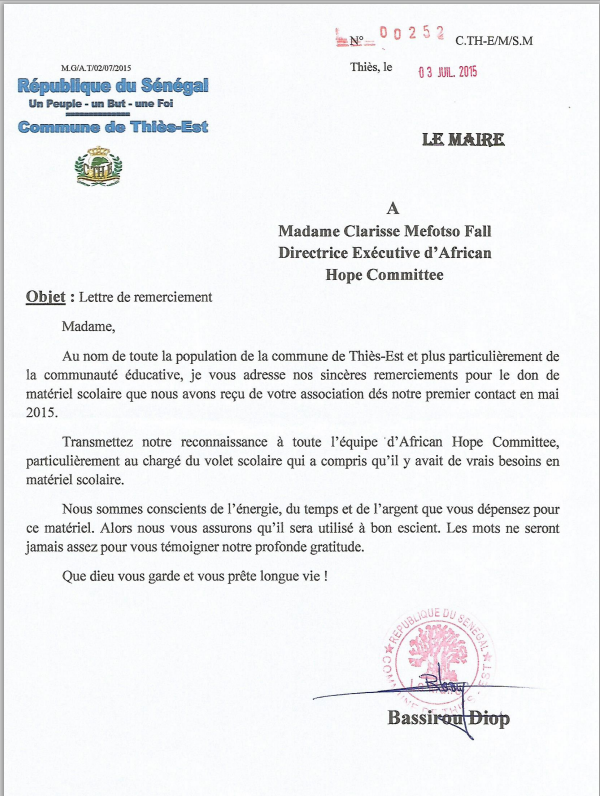 N° 00252 C.TH-E/M/S.M
M.G/A.T/02/07/2015
Thiès, le 03 JUIL. 2015
République du Sénégal
Un Peuple - un But - une Foi
Commune de Thiès-Est
C T H E
LE MAIRE
A
Madame Clarisse Mefotso Fall
Directrice Exécutive d’African
Hope Committee
Objet : Lettre de remerciement
Madame,
Au nom de toute la population de la commune de Thiès-Est et plus particulièrement de
la communauté éducative, je vous adresse nos sincères remerciements pour le don de
matériel scolaire que nous avons reçu de votre association dés notre premier contact en mai
2015.
Transmettez notre reconnaissance à toute l’équipe d’African Hope Committee,
particulièrement au chargé du volet scolaire qui a compris qu’il y avait de vrais besoins en
matériel scolaire.
Nous sommes conscients de l’énergie, du temps et de l’argent que vous dépensez pour
ce matériel. Alors nous vous assurons qu’il sera utilisé à bon escient. Les mots ne seront
jamais assez pour vous témoigner notre profonde gratitude.
Que dieu vous garde et vous prête longue vie !
REPUBLIQUE DU SENEGAL
COMMUNE DE THIES - EST
Bassirou Diop